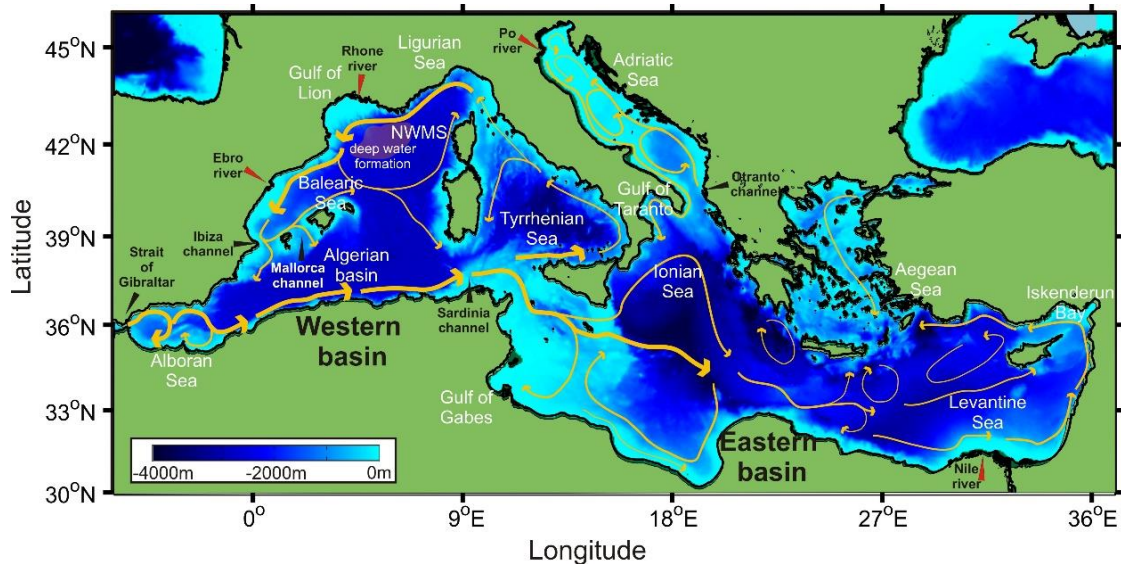 45°N
42°N
39°N
36°N
33°N
30°N
Latitude
0°
9°E
18°E
27°E
36°E
Longitude
Rhone
river
Gulf of
Lion
Ligurian
Sea
Po
river
Adriatic
Sea
NWMS
deep water
formation
Ebro
river
Balearic
Sea
Otranto
channel
Gulf of
Taranto
Tyrrhenian
Sea
Ibiza
channel
Strait
of
Gibraltar
Mallorca
channel
Algerian
basin
Ionian
Sea
Aegean
Sea
Iskenderun
Bay
Sardinia
channel
Western
basin
Alboran
Sea
Gulf of
Gabes
Levantine
Sea
Eastern
basin
Nile
river
-4000m
-2000m
0m